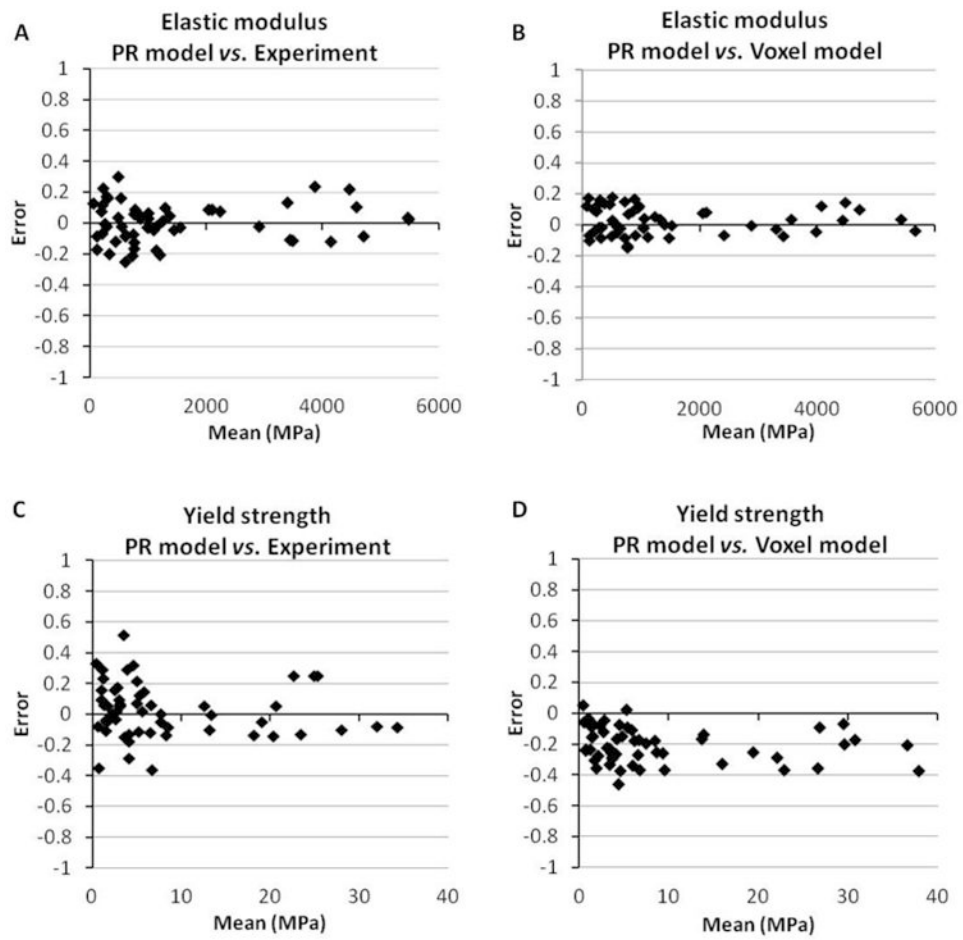 A
Elastic modulus
PR model vs. Experiment
1
0.8
0.6
0.4
0.2
0
-0.2
-0.4
-0.6
-0.8
-1
Error
0 2000 4000 6000
Mean (MPa)
B
Elastic modulus
PR model vs. Voxel model
1
0.8
0.6
0.4
0.2
0
-0.2
-0.4
-0.6
-0.8
-1
Error
0 2000 4000 6000
Mean (MPa)
C
Yield strength
PR model vs. Experiment
1
0.8
0.6
0.4
0.2
0
-0.2
-0.4
-0.6
-0.8
-1
Error
0 10 20 30 40
Mean (MPa)
D
Yield strength
PR model vs. Voxel model
1
0.8
0.6
0.4
0.2
0
-0.2
-0.4
-0.6
-0.8
-1
Error
0 10 20 30 40
Mean (MPa)